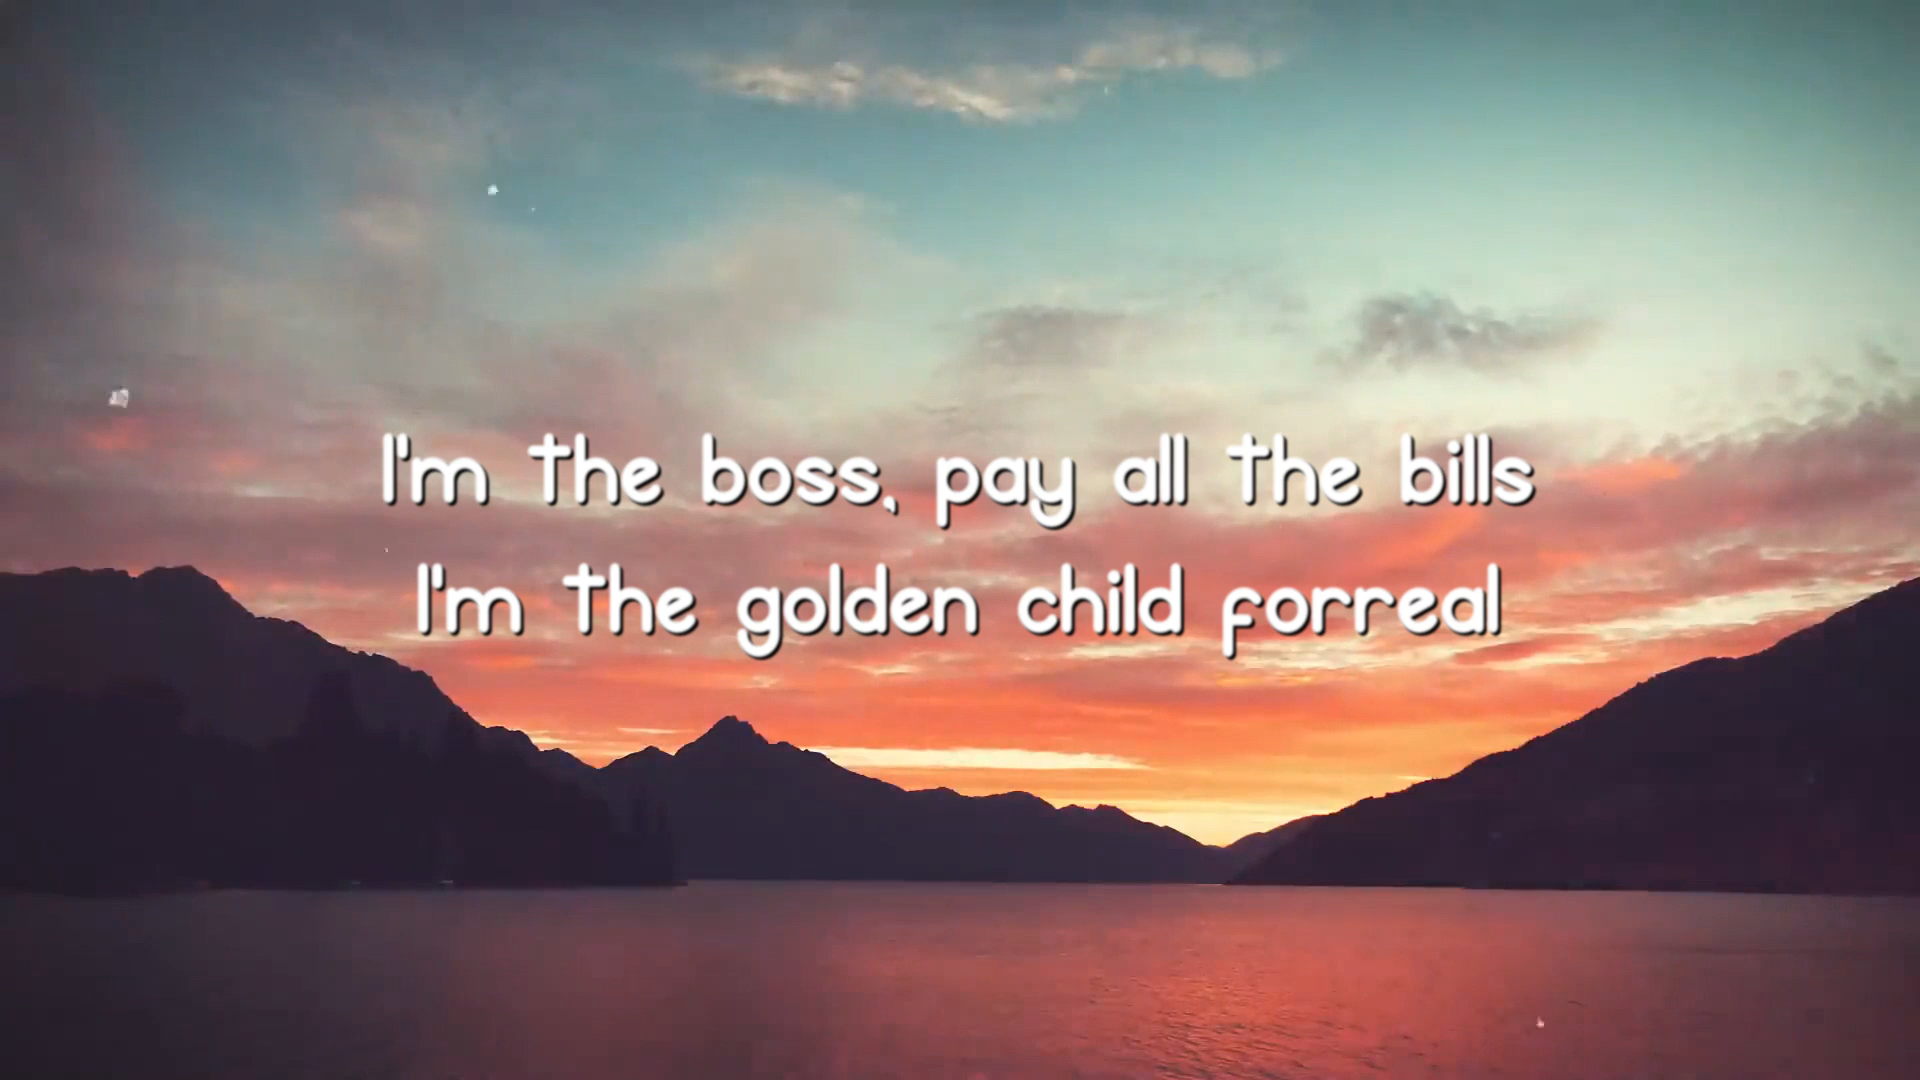 I'm the boss, pay all the bills
I'm the golden child forreal